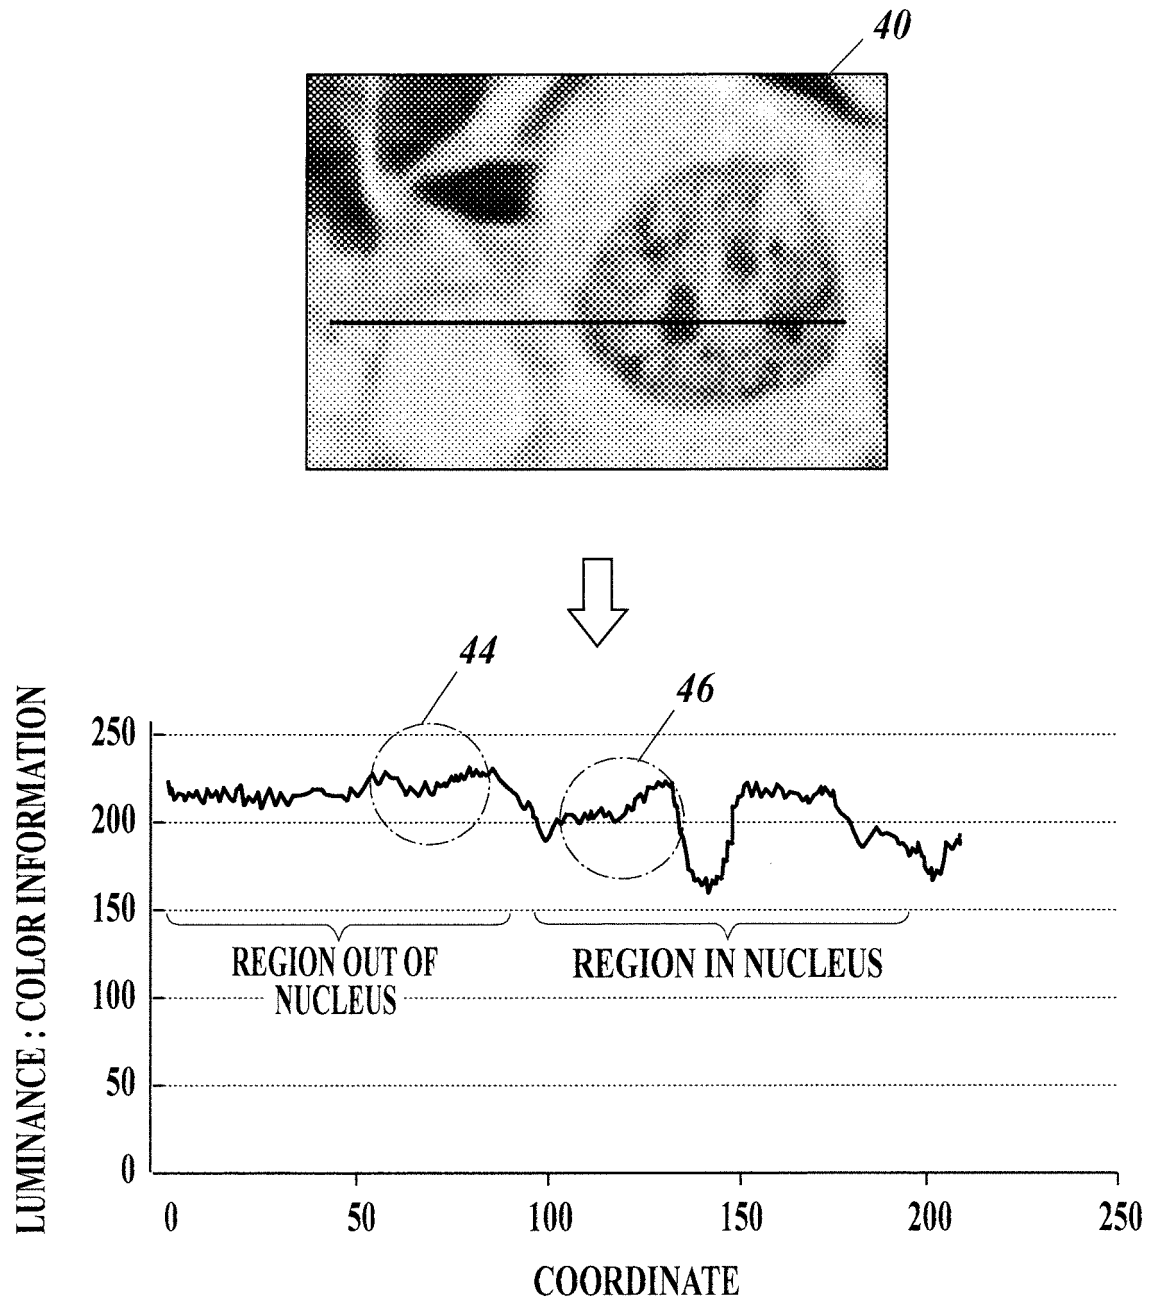 40
44
46
LUMINANCE : COLOR INFORMATION
250
200
150
100
50
0
REGION OUT OF
NUCLEUS
REGION IN NUCLEUS
0 50 100 150 200 250
COORDINATE